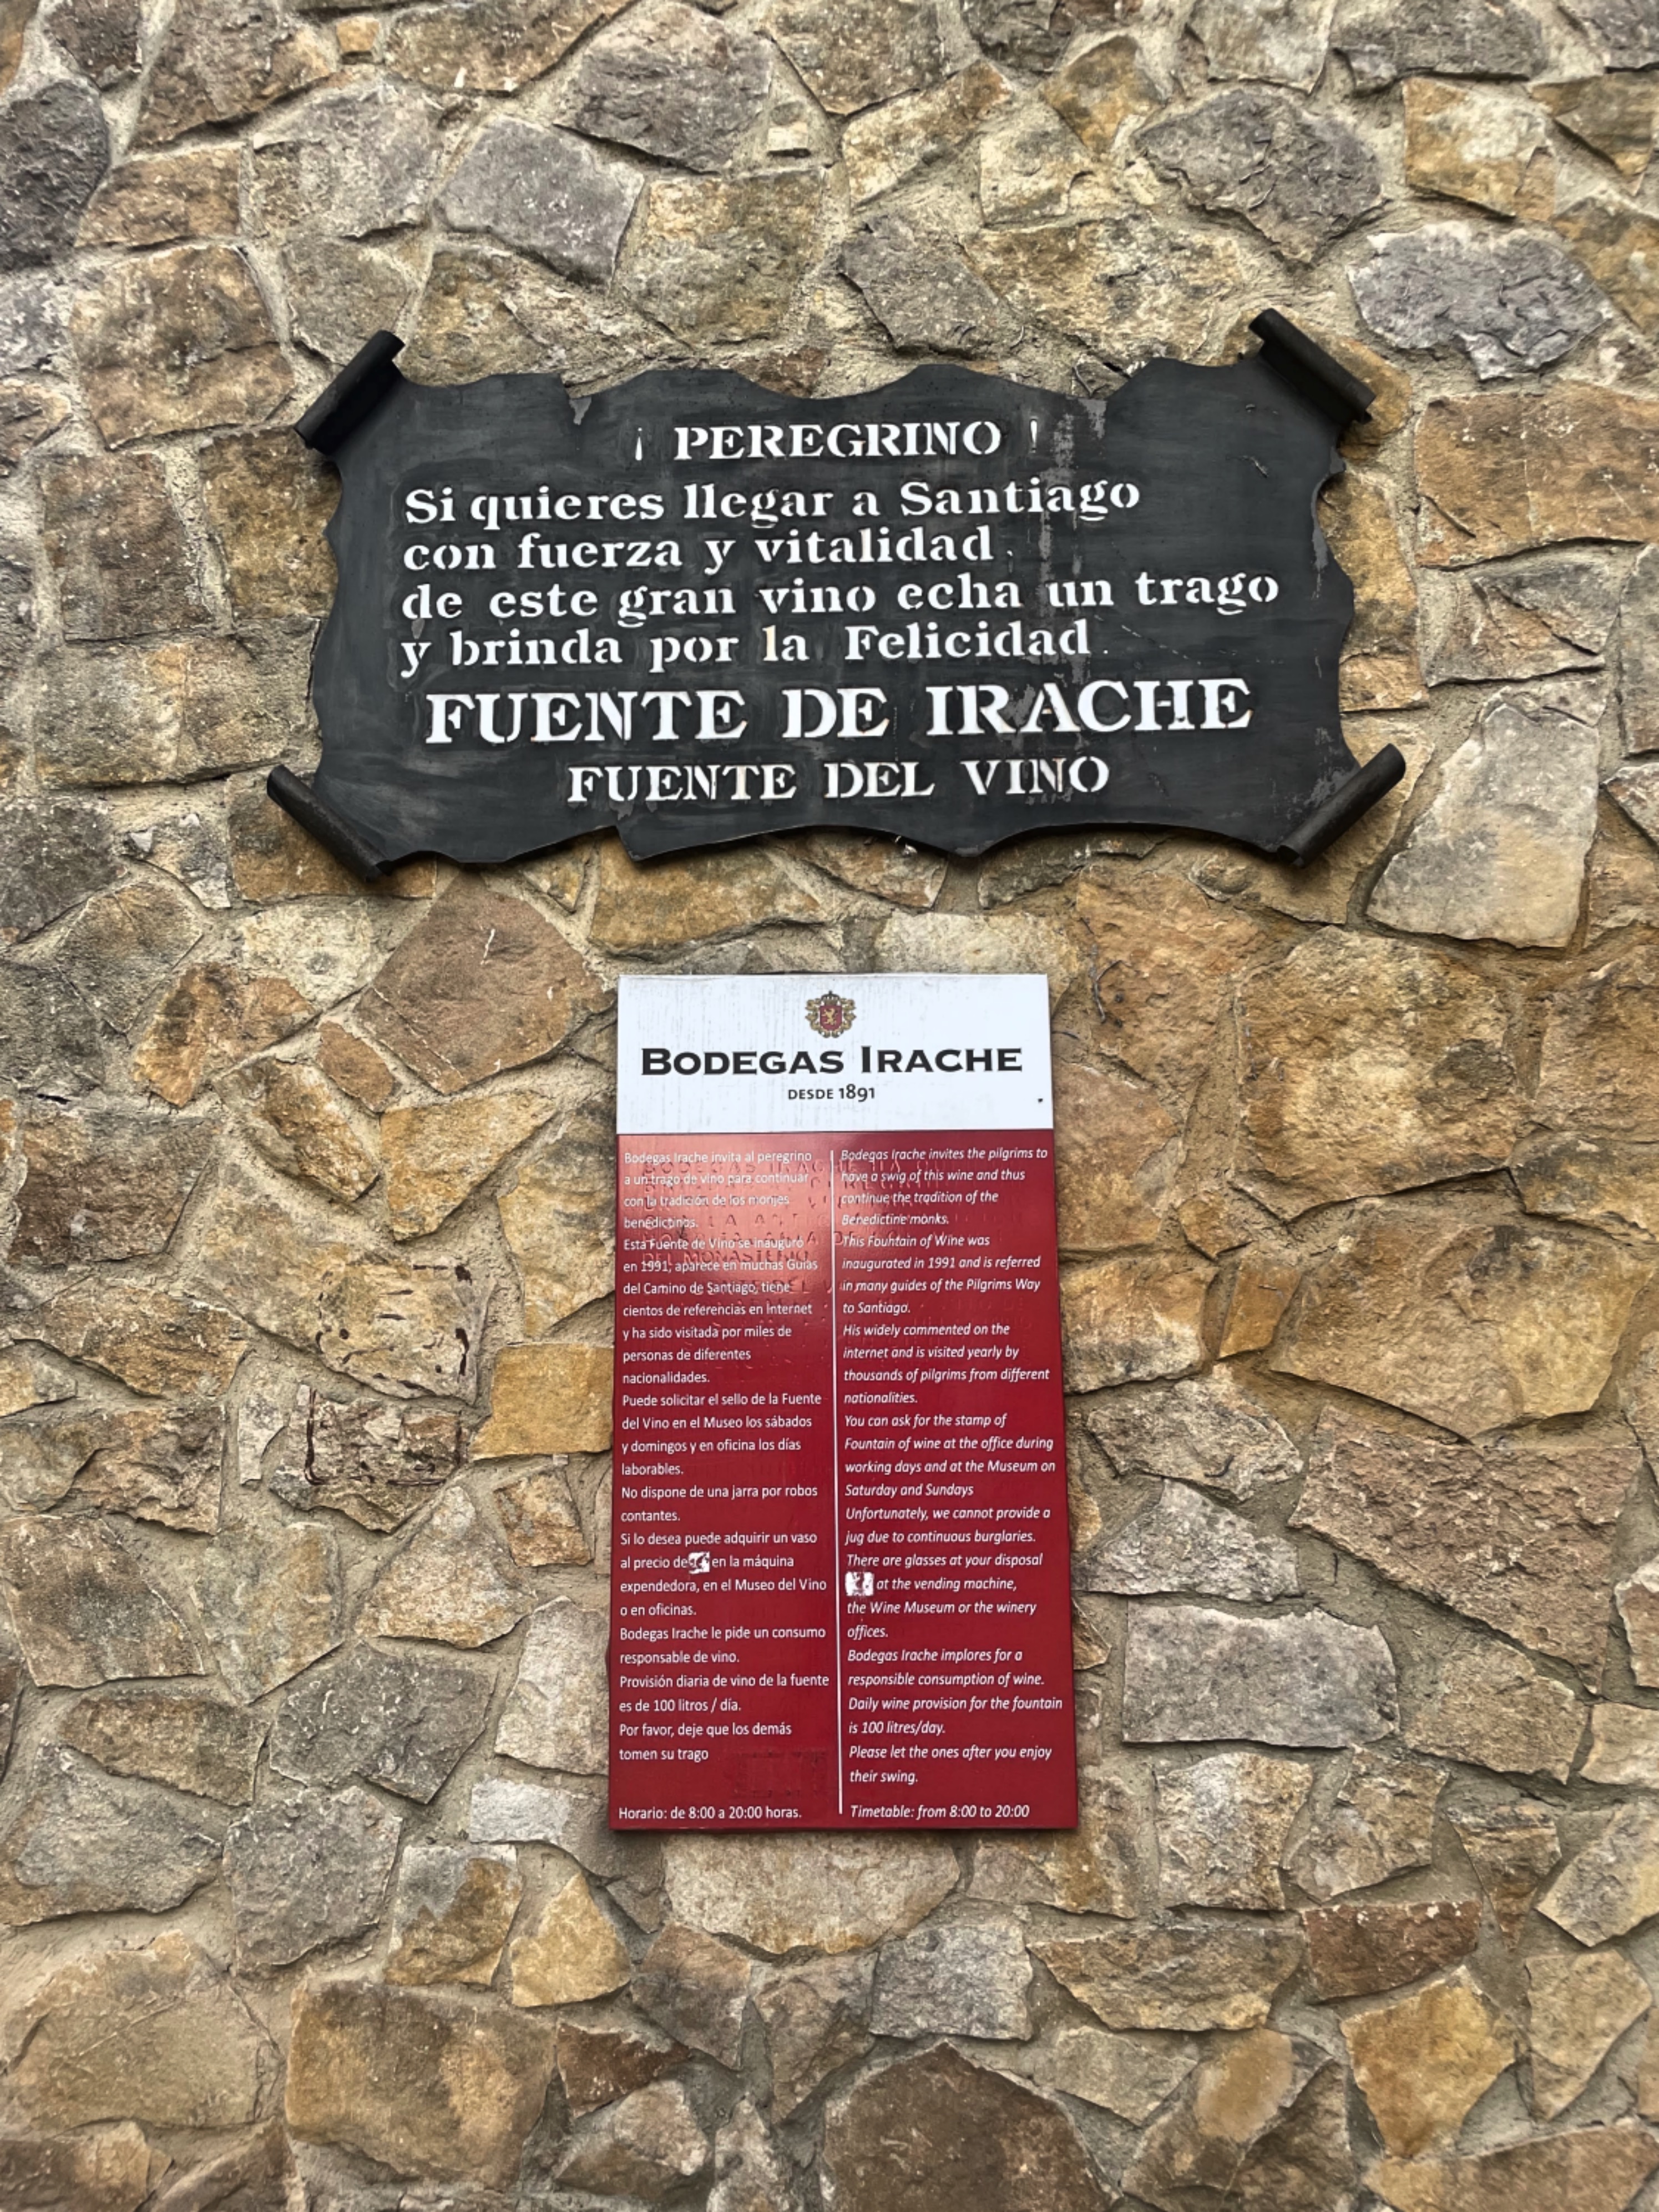 ¡ PEREGRINO !
Si quieres llegar a Santiago
con fuerza y vitalidad
de este gran vino echa un trago
y brinda por la Felicidad.
FUENTE DE IRACHE
FUENTE DEL VINO
BODEGAS IRACHE
DESDE 1891
Bodegas Irache invita al peregrino
a un trago de vino para continuar
con la tradición de los monjes
benedictinos.
Esta Fuente de Vino se inauguró
en 1991, aparece en muchas Guías
del Camino de Santiago, tiene
cientos de referencias en Internet
y ha sido visitada por miles de
personas de diferentes
nacionalidades.
Puede solicitar el sello de la Fuente
del Vino en el Museo los sábados
y domingos y en oficina los días
laborables.
No dispone de una jarra por robos
contantes.
Si lo desea puede adquirir un vaso
al precio de en la máquina
expendedora, en el Museo del Vino
o en oficinas.
Bodegas Irache le pide un consumo
responsable de vino.
Provisión diaria de vino de la fuente
es de 100 litros / día.
Por favor, deje que los demás
tomen su trago
Horario: de 8:00 a 20:00 horas.
Bodegas Irache invites the pilgrims to
have a swig of this wine and thus
continue the tradition of the
Benedictine monks.
This Fountain of Wine was
inaugurated in 1991 and is referred
in many guides of the Pilgrims Way
to Santiago.
His widely commented on the
internet and is visited yearly by
thousands of pilgrims from different
nationalities.
You can ask for the stamp of
Fountain of wine at the office during
working days and at the Museum on
Saturday and Sundays
Unfortunately, we cannot provide a
jug due to continuous burglaries.
There are glasses at your disposal
at the vending machine,
the Wine Museum or the winery
offices.
Bodegas Irache implores for a
responsible consumption of wine.
Daily wine provision for the fountain
is 100 litres/day.
Please let the ones after you enjoy
their swing.
Timetable: from 8:00 to 20:00